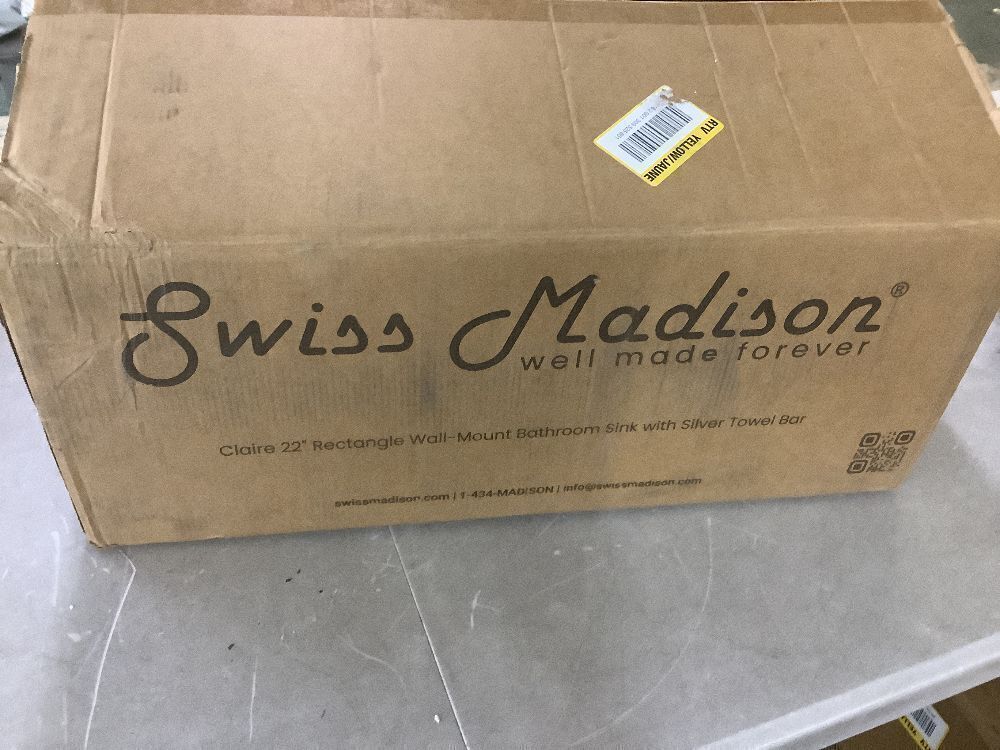 RTV YELLOW/JAUNE
Swiss Madison®
well made forever
Claire 22" Rectangle Wall-Mount Bathroom Sink with Silver Towel Bar
swissmadison.com | 1-434-MADISON | info@swissmadison.com